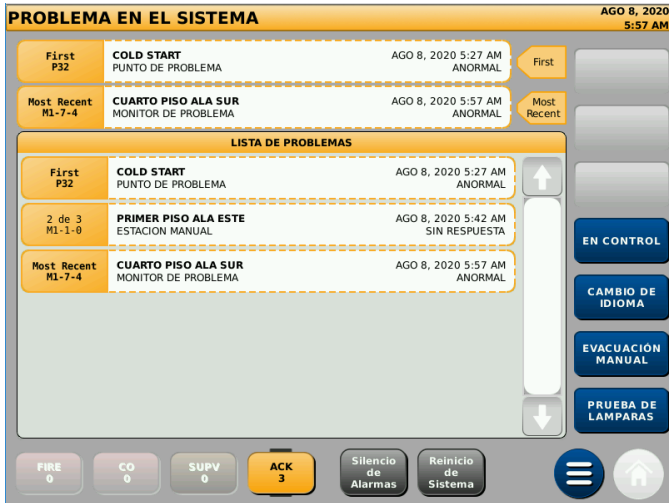 PROBLEMA EN EL SISTEMA
AGO 8, 2020
5:57 AM
First
P32
COLD START
PUNTO DE PROBLEMA
AGO 8, 2020 5:27 AM
ANORMAL
First
Most Recent
M1-7-4
CUARTO PISO ALA SUR
MONITOR DE PROBLEMA
AGO 8, 2020 5:57 AM
ANORMAL
Most
Recent
LISTA DE PROBLEMAS
First
P32
COLD START
PUNTO DE PROBLEMA
AGO 8, 2020 5:27 AM
ANORMAL
2 de 3
M1-1-0
PRIMER PISO ALA ESTE
ESTACION MANUAL
AGO 8, 2020 5:42 AM
SIN RESPUESTA
Most Recent
M1-7-4
CUARTO PISO ALA SUR
MONITOR DE PROBLEMA
AGO 8, 2020 5:57 AM
ANORMAL
EN CONTROL
CAMBIO DE
IDIOMA
EVACUACIÓN
MANUAL
PRUEBA DE
LAMPARAS
FIRE
0
CO
0
SUPV
0
ACK
3
Silencio
de
Alarmas
Reinicio
de
Sistema